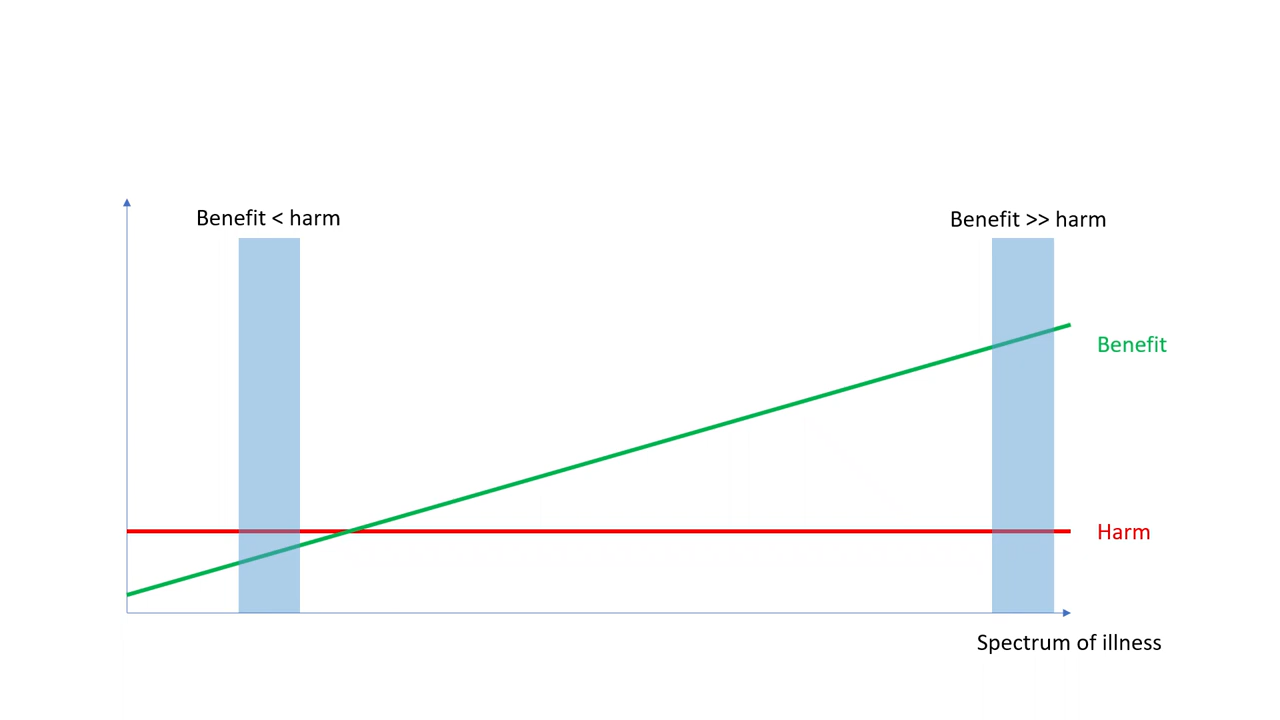 Benefit < harm
Benefit >> harm
Benefit
Harm
Spectrum of illness